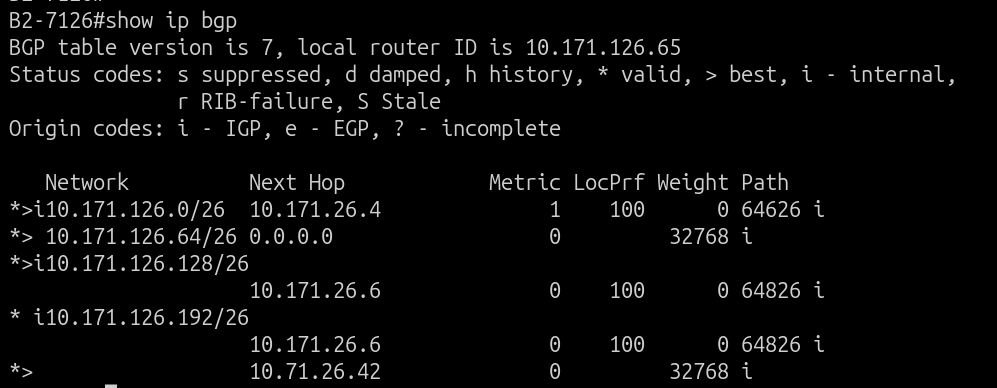 B2-7126#show ip bgp
BGP table version is 7, local router ID is 10.171.126.65
Status codes: s suppressed, d damped, h history, * valid, > best, i - internal,
              r RIB-failure, S Stale
Origin codes: i - IGP, e - EGP, ? - incomplete

   Network          Next Hop            Metric LocPrf Weight Path
*>i10.171.126.0/26  10.171.26.4              1    100      0 64626 i
*> 10.171.126.64/26 0.0.0.0                  0         32768 i
*>i10.171.126.128/26
                    10.171.26.6              0    100      0 64826 i
* i10.171.126.192/26
                    10.171.26.6              0    100      0 64826 i
*>                  10.71.26.42              0         32768 i